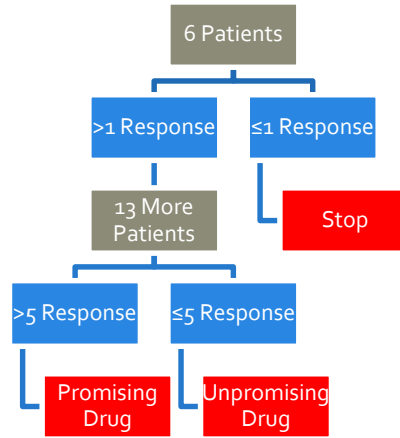 6 Patients
>1 Response
≤1 Response
13 More
Patients
Stop
>5 Response
≤5 Response
Promising
Drug
Unpromising
Drug